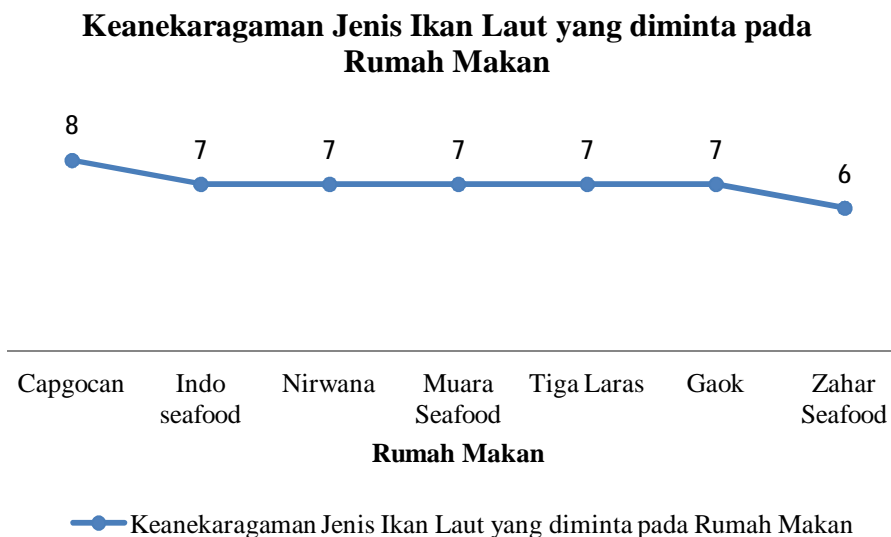 Keanekaragaman Jenis Ikan Laut yang diminta pada
Rumah Makan
8
7
7
7
7
7
6
Capgocan
Indo
seafood
Nirwana
Muara
Seafood
Tiga Laras
Gaok
Zahar
Seafood
Rumah Makan
Keanekaragaman Jenis Ikan Laut yang diminta pada Rumah Makan